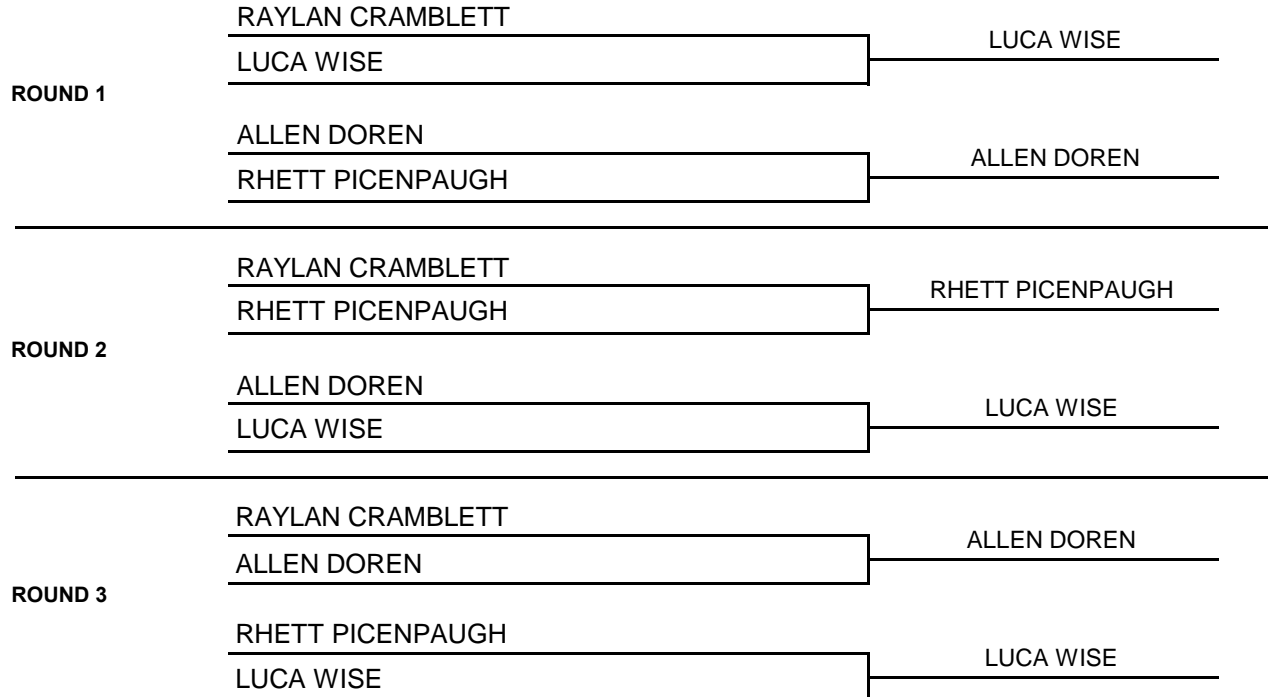 RAYLAN CRAMBLETT
LUCA WISE
LUCA WISE
ROUND 1
ALLEN DOREN
ALLEN DOREN
RHETT PICENPAUGH
RAYLAN CRAMBLETT
RHETT PICENPAUGH
RHETT PICENPAUGH
ROUND 2
ALLEN DOREN
LUCA WISE
LUCA WISE
RAYLAN CRAMBLETT
ALLEN DOREN
ALLEN DOREN
ROUND 3
RHETT PICENPAUGH
LUCA WISE
LUCA WISE